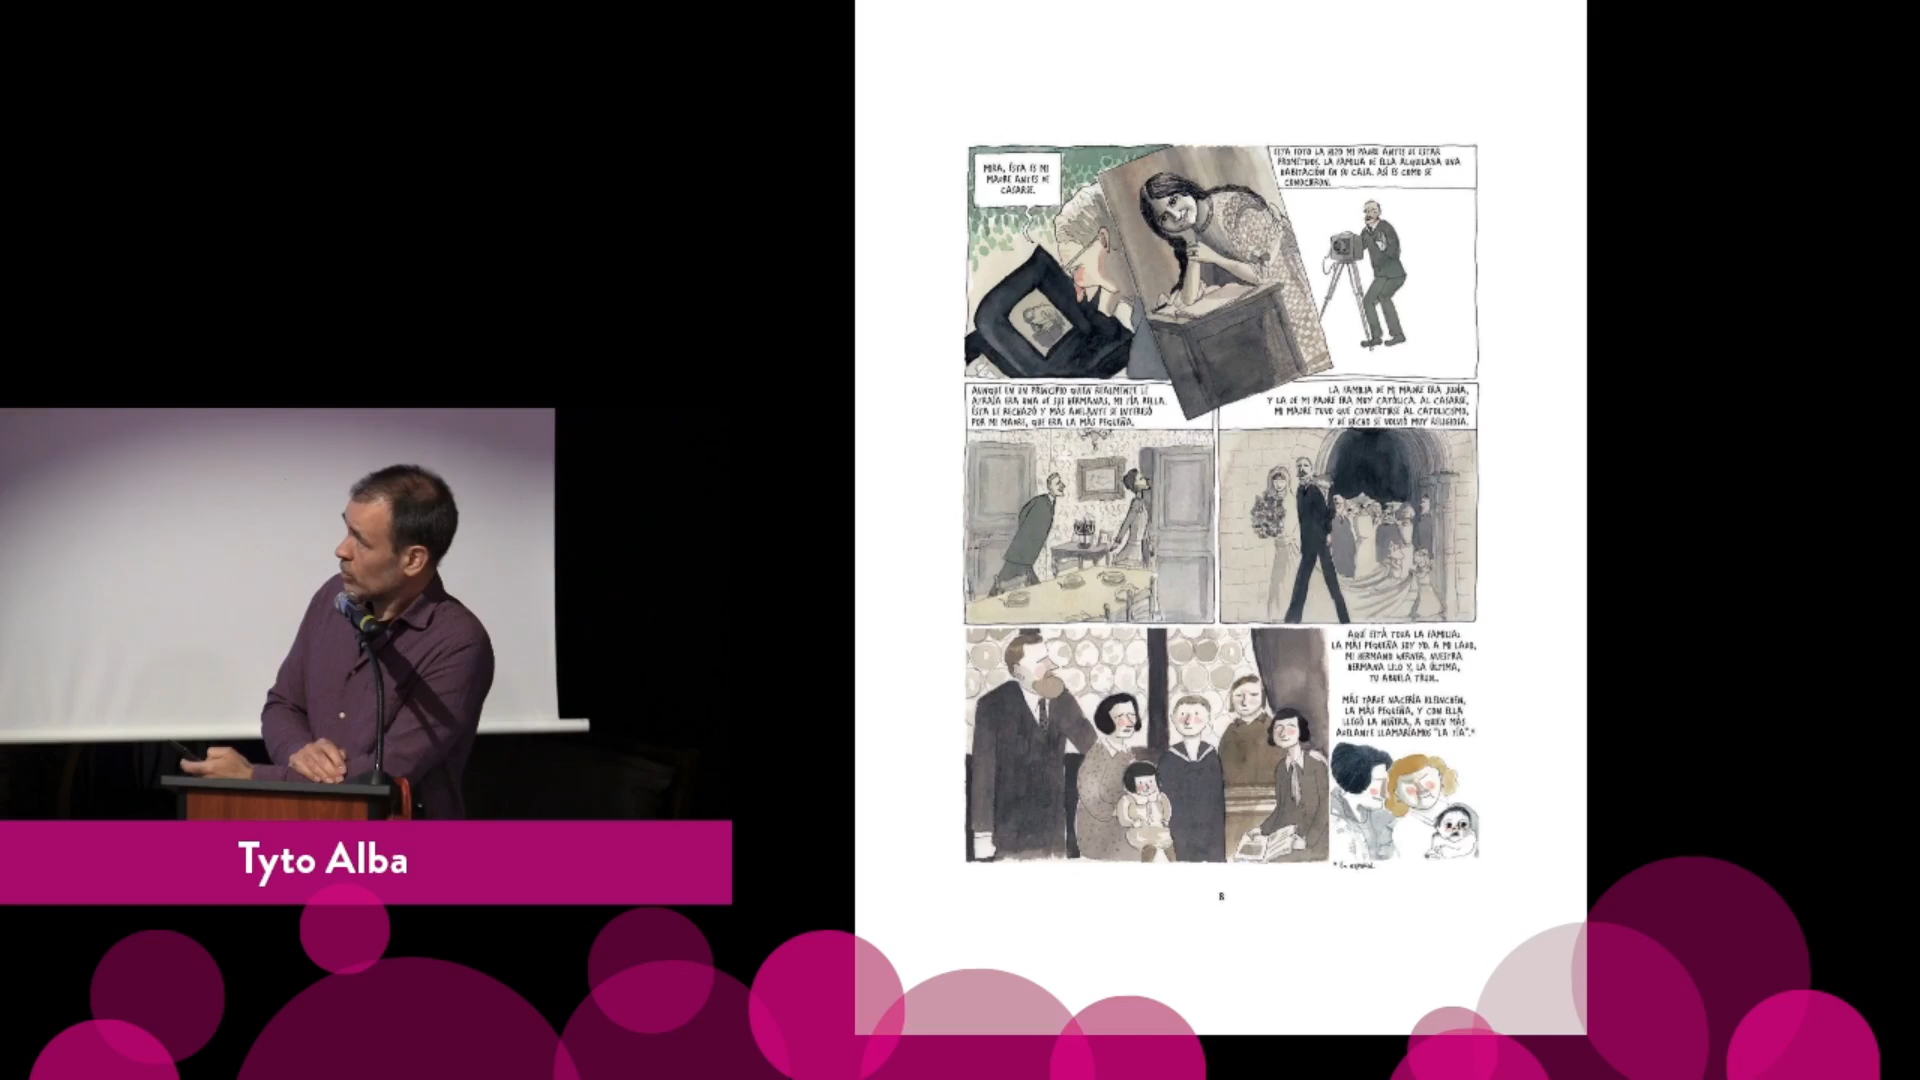 Tyto Alba
MIRA, ÉSTA ES MI
MADRE ANTES DE
CASARSE.
ESTA FOTO LA HIZO MI PADRE ANTES DE ESTAR
PROMETIDOS. LA FAMILIA DE ELLA ALQUILABA UNA
HABITACIÓN EN SU CASA. ASÍ ES COMO SE
CONOCIERON.
AUNQUE EN UN PRINCIPIO QUIEN REALMENTE LE
ATRAÍA ERA UNA DE SUS HERMANAS, MI TÍA BELLA.
ÉSTA LE RECHAZÓ Y MÁS ADELANTE SE INTERESÓ
POR MI MADRE, QUE ERA LA MÁS PEQUEÑA.
LA FAMILIA DE MI MADRE ERA JUDÍA,
Y LA DE MI PADRE ERA MUY CATÓLICA. AL CASARSE,
MI MADRE TUVO QUE CONVERTIRSE AL CATOLICISMO,
Y DE HECHO SE VOLVIÓ MUY RELIGIOSA.
AQUÍ ESTÁ TODA LA FAMILIA:
LA MÁS PEQUEÑA SOY YO. A MI LADO,
MI HERMANO WERNER, NUESTRA
HERMANA LILO Y, LA ÚLTIMA,
TU ABUELA TRUN.
MÁS TARDE NACERÍA KLEINCHEN,
LA MÁS PEQUEÑA, Y CON ELLA
LLEGÓ LA NIÑERA, A QUIEN MÁS
ADELANTE LLAMARÍAMOS "LA TÍA".*
* En español.
8